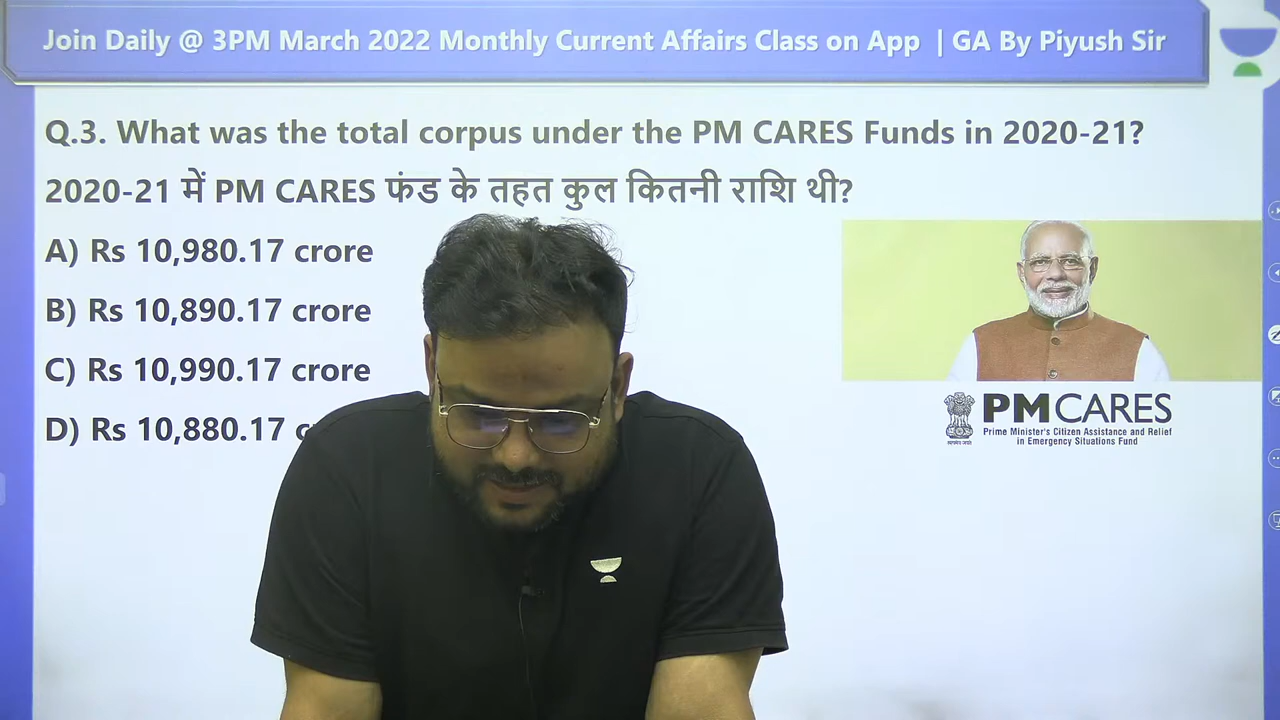 Join Daily @ 3PM March 2022 Monthly Current Affairs Class on App | GA By Piyush Sir
Q.3. What was the total corpus under the PM CARES Funds in 2020-21?
2020-21 में PM CARES फंड के तहत कुल कितनी राशि थी?
A) Rs 10,980.17 crore
B) Rs 10,890.17 crore
C) Rs 10,990.17 crore
D) Rs 10,880.17
PM CARES
Prime Minister's Citizen Assistance and Relief
in Emergency Situations Fund